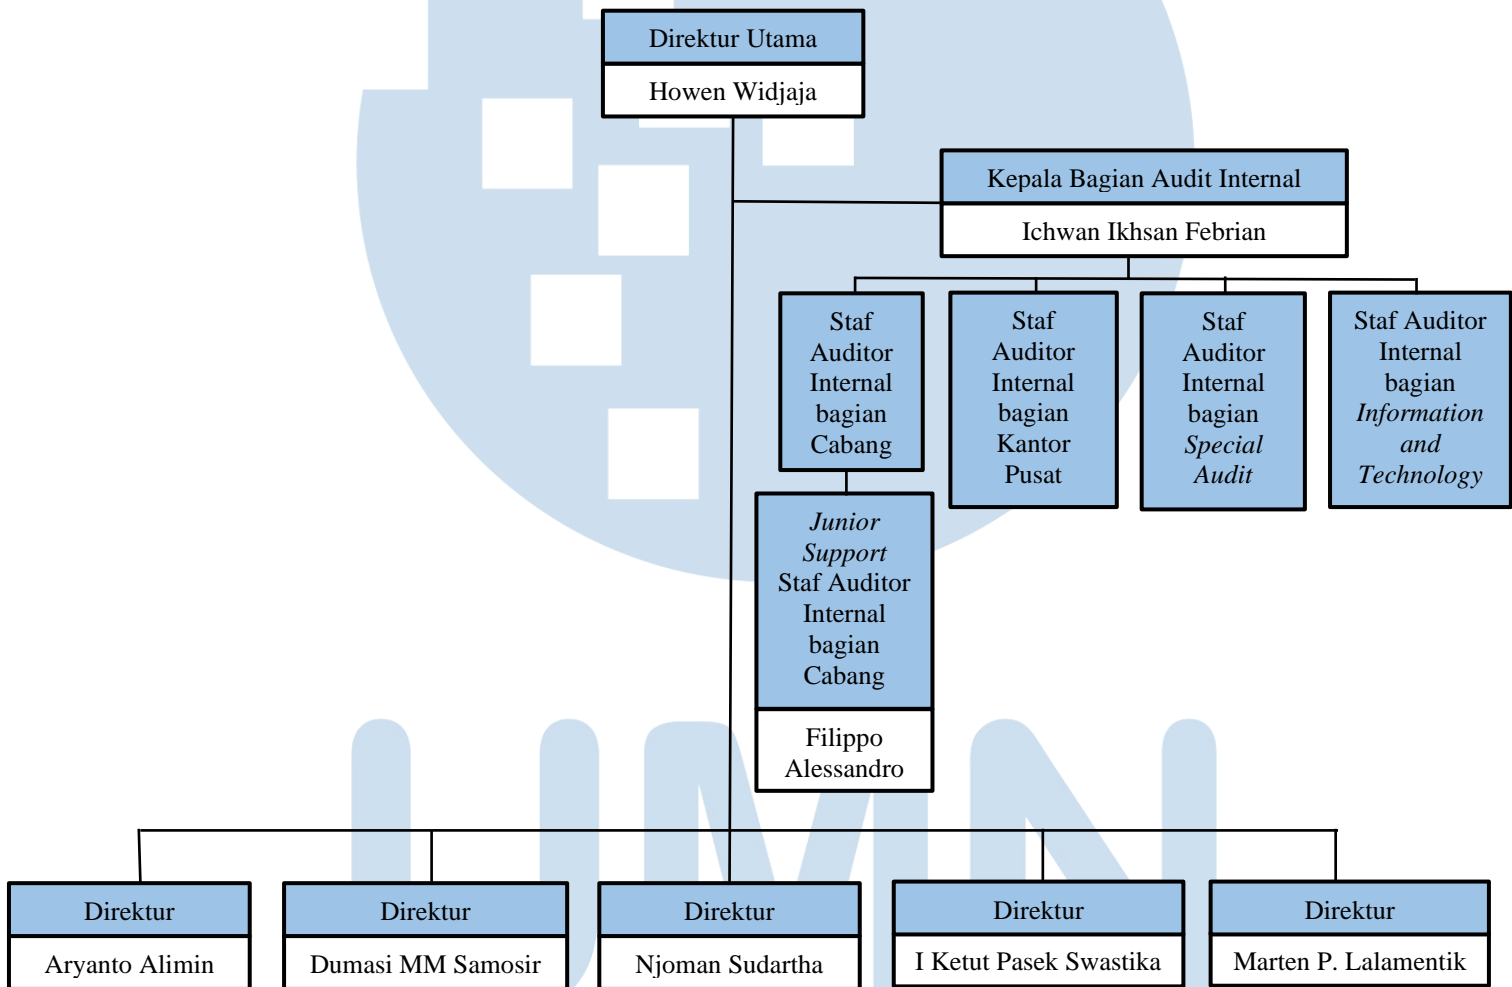 Direktur Utama
Howen Widjaja
Kepala Bagian Audit Internal
Ichwan Ikhsan Febrian
Staf
Auditor
Internal
bagian
Cabang
Staf
Auditor
Internal
bagian
Kantor
Pusat
Staf
Auditor
Internal
bagian
Special
Audit
Staf Auditor
Internal
bagian
Information
and
Technology
Junior
Support
Staf Auditor
Internal
bagian
Cabang
Filippo
Alessandro
UMN
Direktur
Aryanto Alimin
Direktur
Dumasi MM Samosir
Direktur
Njoman Sudartha
Direktur
I Ketut Pasek Swastika
Direktur
Marten P. Lalamentik